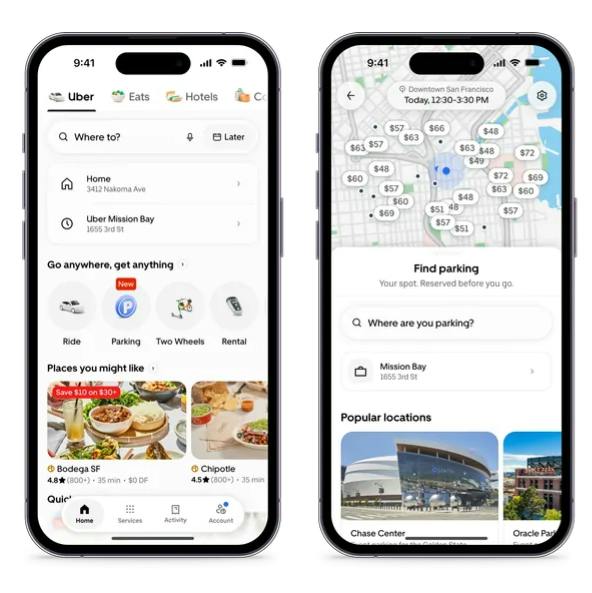 9:41
Uber
Eats
Hotels
Where to?
Later
Home
3412 Nakoma Ave
Uber Mission Bay
1655 3rd St
Go anywhere, get anything
New
Ride
Parking
Two Wheels
Rental
Places you might like
Save $10 on $30+
Bodega SF
4.8★(800+) • 35 min • $0 DF
Chipotle
4.5★(800+) • 35 min
Home
Services
Activity
Account
9:41
Downtown San Francisco
Today, 12:30-3:30 PM
$57
$66
$48
$63
$63
$57
$63
$48
$72
$49
$48
$60
$72
$69
$57
$63
$60
$60
$69
$51
48
$57
$57
$51
Find parking
Your spot. Reserved before you go.
Where are you parking?
Mission Bay
1655 3rd St
Popular locations
Chase Center
Oracle Park